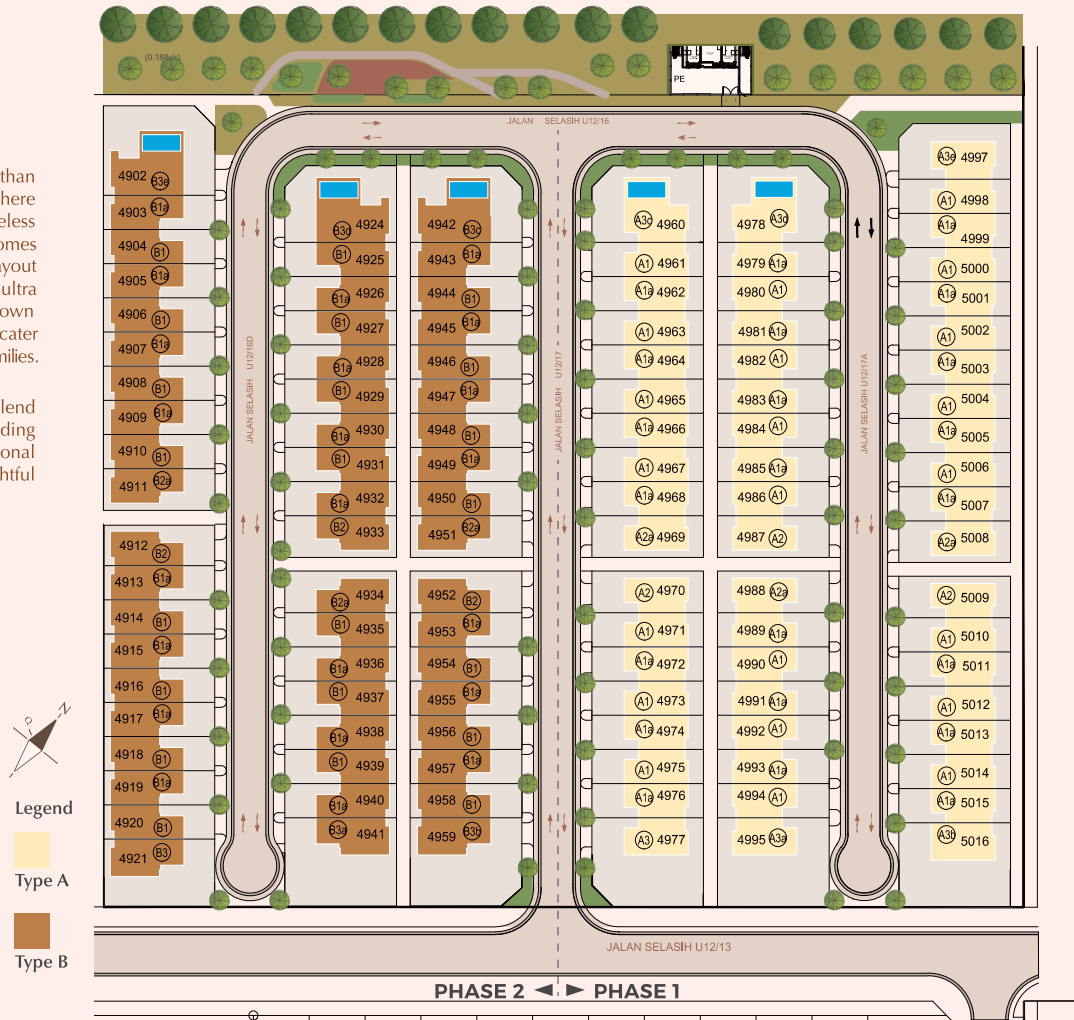 than
here
eless
omes
ayout
ultra
own
cater
milies.
lend
ding
onal
htful
N
Legend
Type A
Type B
(0.188ac)
PE
JALAN SELASIH U12/16
4902 B3e
4903 B1a
4904 B1
4905 B1a
4906 B1
4907 B1a
4908 B1
4909 B1a
4910 B1
4911 B2a
4912 B2
4913 B1a
4914 B1
4915 B1a
4916 B1
4917 B1a
4918 B1
4919 B1a
4920 B1
4921 B3
JALAN SELASIH U12/16D
B3c 4924
B1 4925
B1a 4926
B1 4927
B1a 4928
B1 4929
B1a 4930
B1 4931
B1a 4932
B2 4933
B2a 4934
B1 4935
B1a 4936
B1 4937
B1a 4938
B1 4939
B1a 4940
B3a 4941
4942 B3c
4943 B1a
4944 B1
4945 B1a
4946 B1
4947 B1a
4948 B1
4949 B1a
4950 B1
4951 B2a
4952 B2
4953 B1a
4954 B1
4955 B1a
4956 B1
4957 B1a
4958 B1
4959 B3b
JALAN SELASIH U12/17
A3c 4960
A1 4961
A1a 4962
A1 4963
A1a 4964
A1 4965
A1a 4966
A1 4967
A1a 4968
A2a 4969
A2 4970
A1 4971
A1a 4972
A1 4973
A1a 4974
A1 4975
A1a 4976
A3 4977
4978 A3c
4979 A1a
4980 A1
4981 A1a
4982 A1
4983 A1a
4984 A1
4985 A1a
4986 A1
4987 A2
4988 A2a
4989 A1a
4990 A1
4991 A1a
4992 A1
4993 A1a
4994 A1
4995 A3a
JALAN SELASIH U12/17A
A3e 4997
A1 4998
A1a 4999
A1 5000
A1a 5001
A1 5002
A1a 5003
A1 5004
A1a 5005
A1 5006
A1a 5007
A2a 5008
A2 5009
A1 5010
A1a 5011
A1 5012
A1a 5013
A1 5014
A1a 5015
A3b 5016
JALAN SELASIH U12/13
PHASE 2 PHASE 1